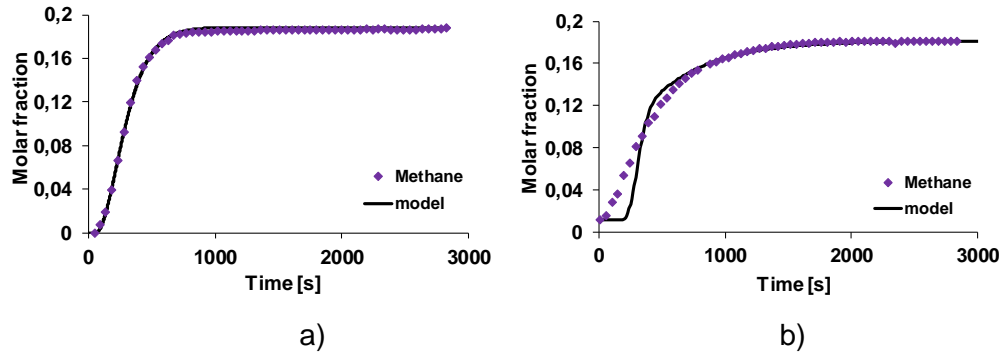 0,2
0,16
0,12
0,08
0,04
0
Molar fraction
Methane
model
0 1000 2000 3000
Time [s]
a)
0,2
0,16
0,12
0,08
0,04
0
Molar fraction
Methane
model
0 1000 2000 3000
Time [s]
b)